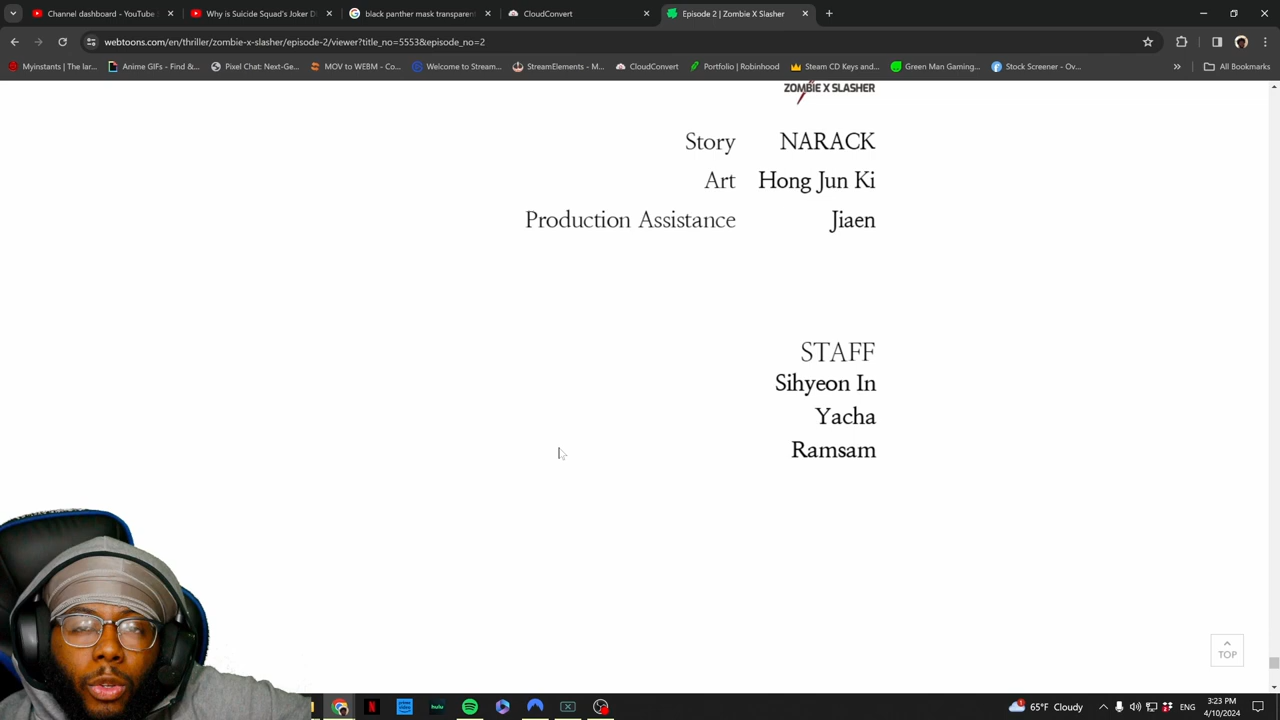 Channel dashboard - YouTube
Why is Suicide Squad's Joker D
black panther mask transparent
CloudConvert
Episode 2 | Zombie X Slasher
webtoons.com/en/thriller/zombie-x-slasher/episode-2/viewer?title_no=5553&episode_no=2
Myinstants | The lar...
Anime GIFs - Find &...
Pixel Chat: Next-Ge...
MOV to WEBM - Co...
Welcome to Stream...
StreamElements - M...
CloudConvert
Portfolio | Robinhood
Steam CD Keys and...
Green Man Gaming...
Stock Screener - Ov...
All Bookmarks
ZOMBIE X SLASHER
Story NARACK
Art Hong Jun Ki
Production Assistance Jiaen
STAFF
Sihyeon In
Yacha
Ramsam
TOP
hulu
65°F Cloudy
ENG
3:23 PM
4/10/2024